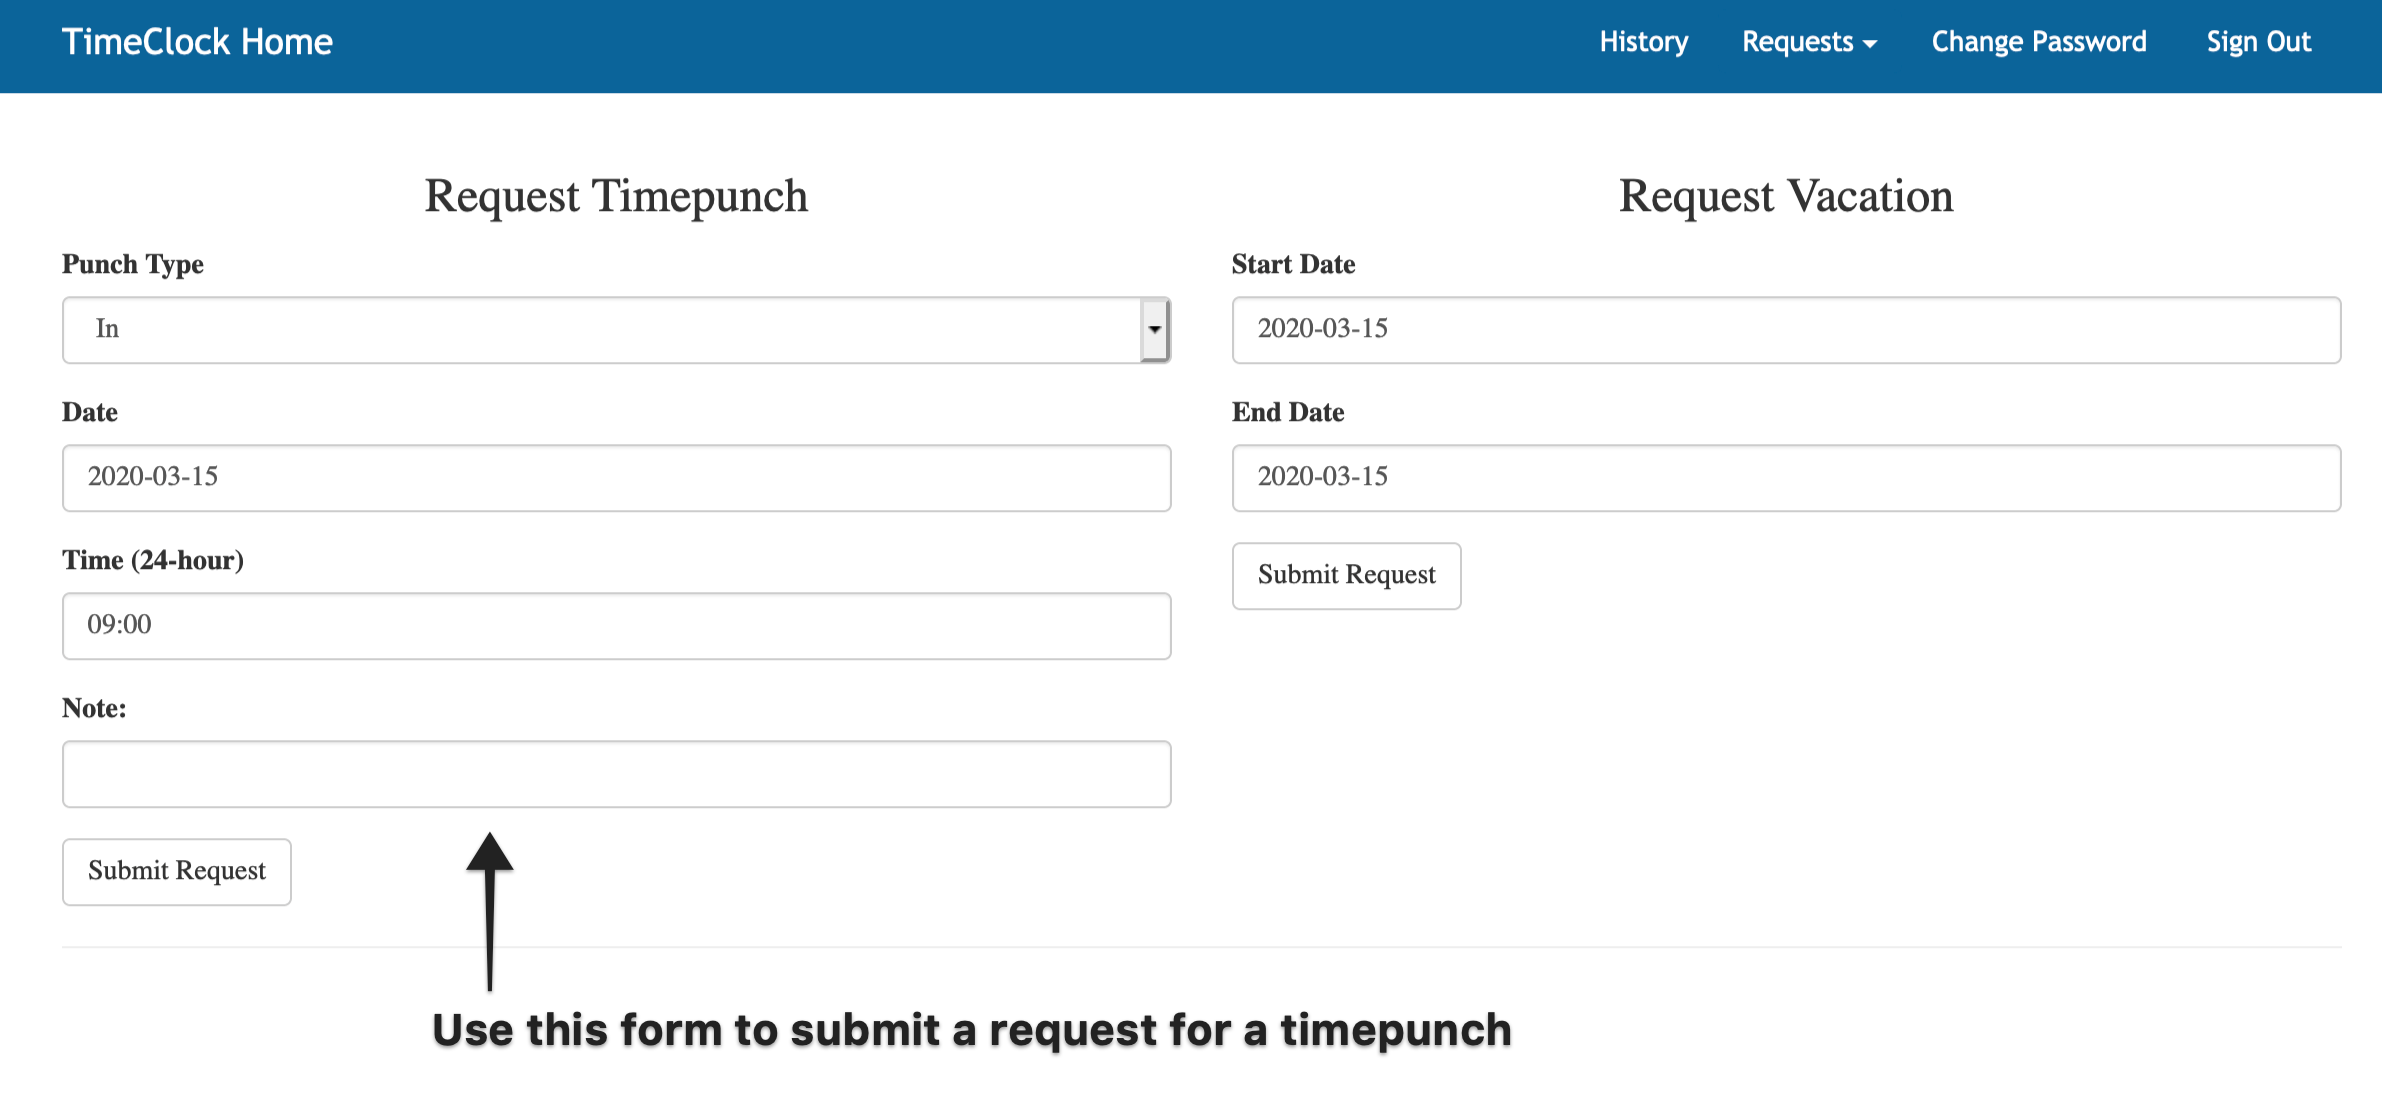 TimeClock Home
History
Requests
Change Password
Sign Out
Request Timepunch
Punch Type
In
Date
2020-03-15
Time (24-hour)
09:00
Note:
Submit Request
Request Vacation
Start Date
2020-03-15
End Date
2020-03-15
Submit Request
Use this form to submit a request for a timepunch